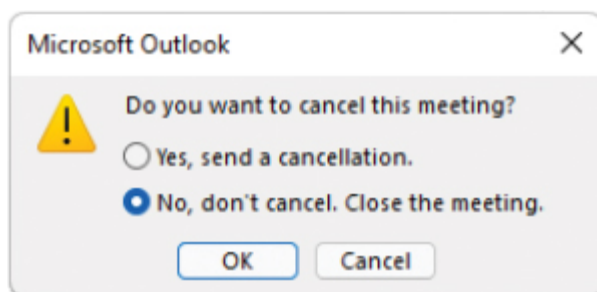 Microsoft Outlook
Do you want to cancel this meeting?
Yes, send a cancellation.
No, don't cancel. Close the meeting.
OK Cancel